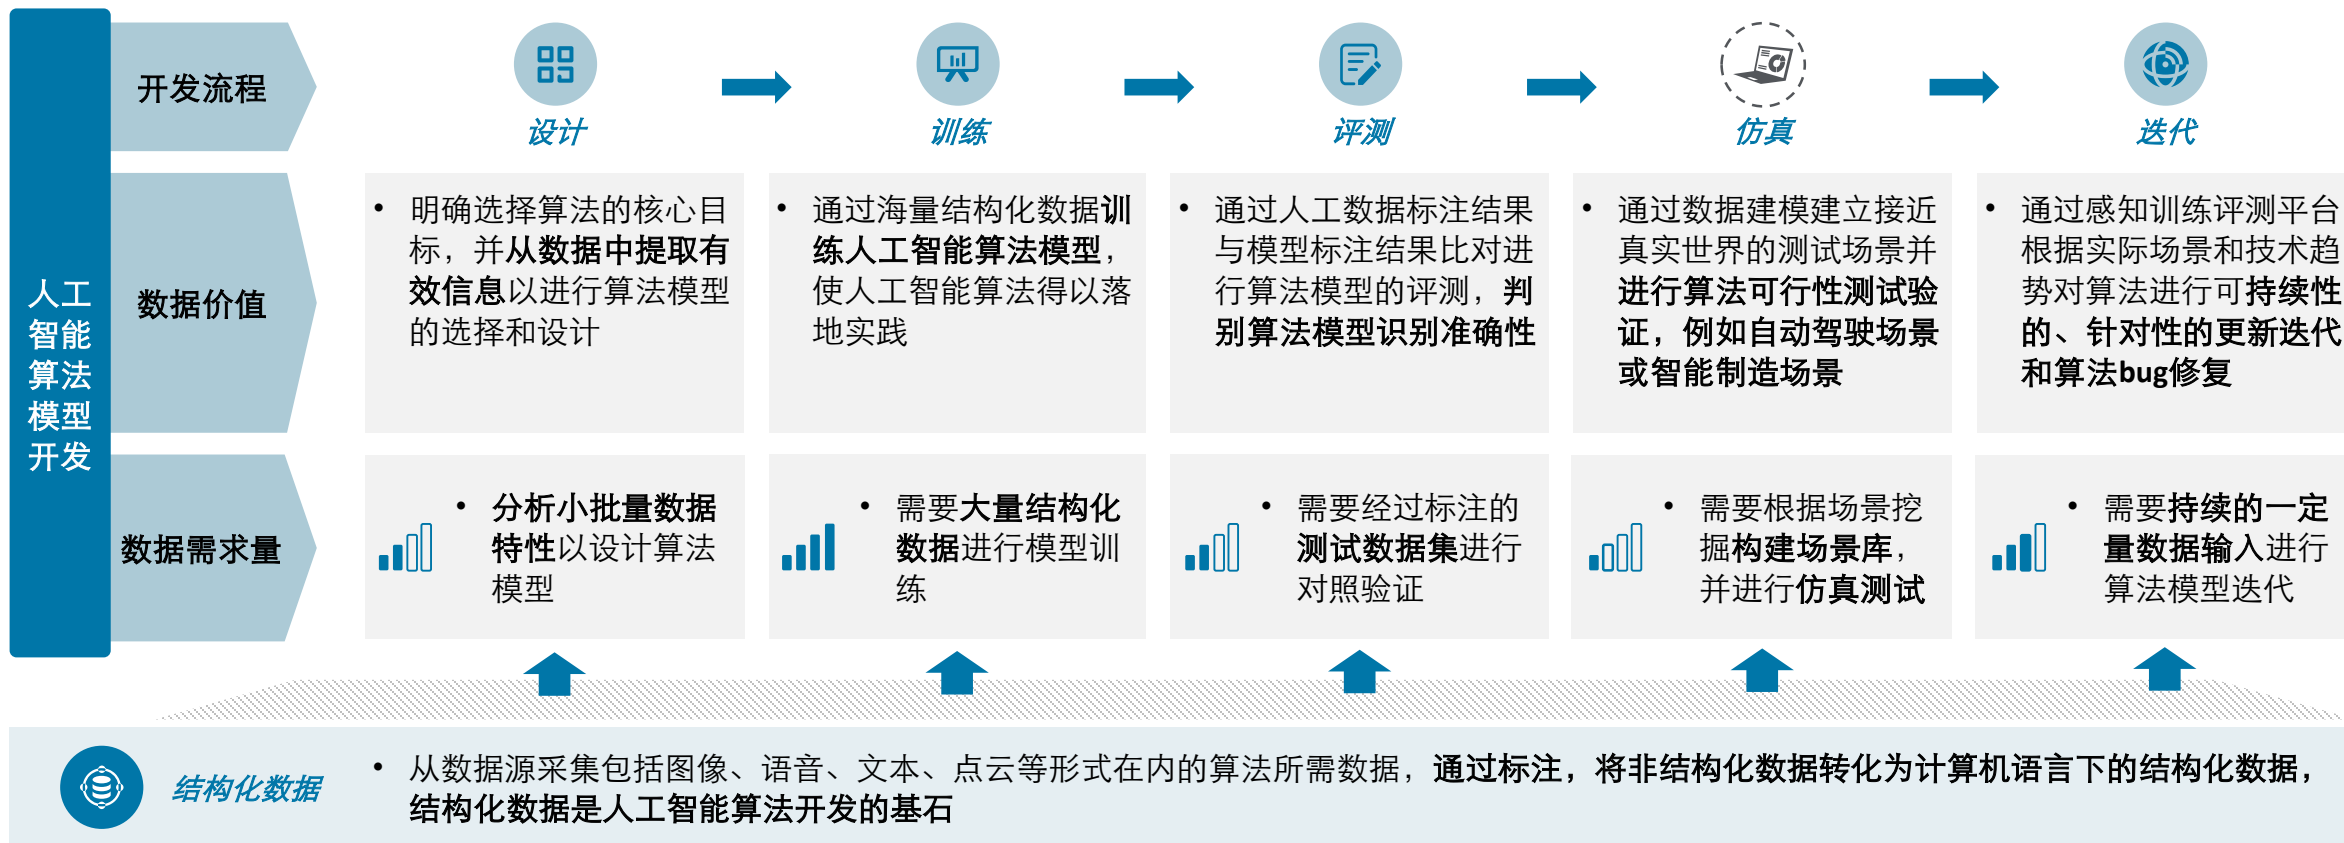 人工
智能
算法
模型
开发
开发流程
设计
训练
评测
仿真
迭代
数据价值
• 明确选择算法的核心目
标，并从数据中提取有
效信息以进行算法模型
的选择和设计
• 通过海量结构化数据训
练人工智能算法模型，
使人工智能算法得以落
地实践
• 通过人工数据标注结果
与模型标注结果比对进
行算法模型的评测，判
别算法模型识别准确性
• 通过数据建模建立接近
真实世界的测试场景并
进行算法可行性测试验
证，例如自动驾驶场景
或智能制造场景
• 通过感知训练评测平台
根据实际场景和技术趋
势对算法进行可持续性
的、针对性的更新迭代
和算法bug修复
数据需求量
• 分析小批量数据
特性以设计算法
模型
• 需要大量结构化
数据进行模型训
练
• 需要经过标注的
测试数据集进行
对照验证
• 需要根据场景挖
掘构建场景库，
并进行仿真测试
• 需要持续的一定
量数据输入进行
算法模型迭代
结构化数据
• 从数据源采集包括图像、语音、文本、点云等形式在内的算法所需数据，通过标注，将非结构化数据转化为计算机语言下的结构化数据，
结构化数据是人工智能算法开发的基石